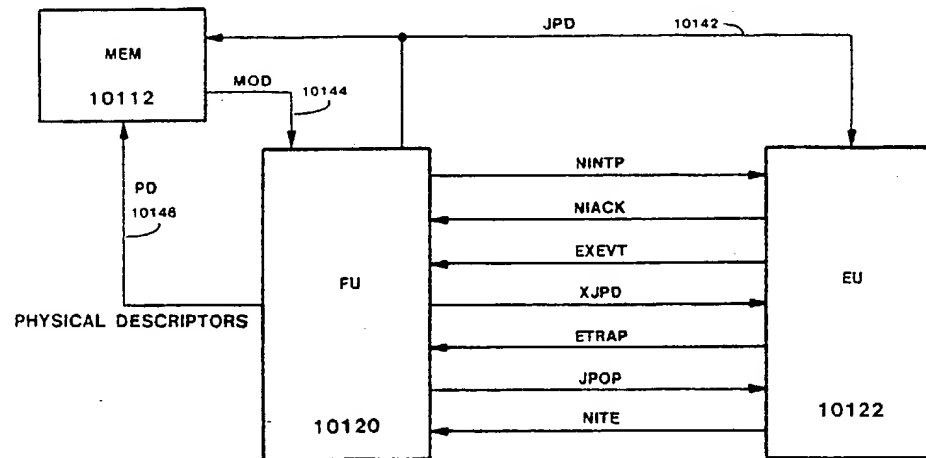 JPD
10142
MEM
10112
MOD
10144
PD
10146
PHYSICAL DESCRIPTORS
FU
10120
NINTP
NIACK
EXEVT
XJPD
ETRAP
JPOP
NITE
EU
10122